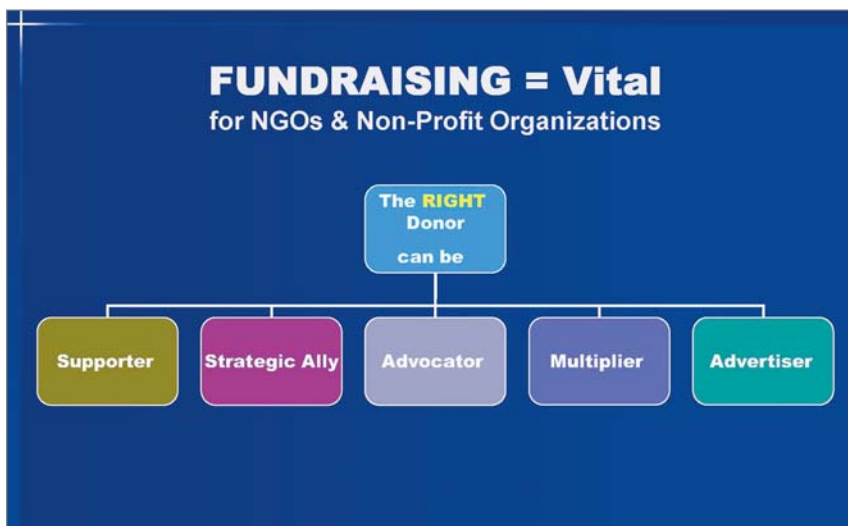 FUNDRAISING = Vital
for NGOs & Non-Profit Organizations
The RIGHT
Donor
can be
Supporter
Strategic Ally
Advocator
Multiplier
Advertiser